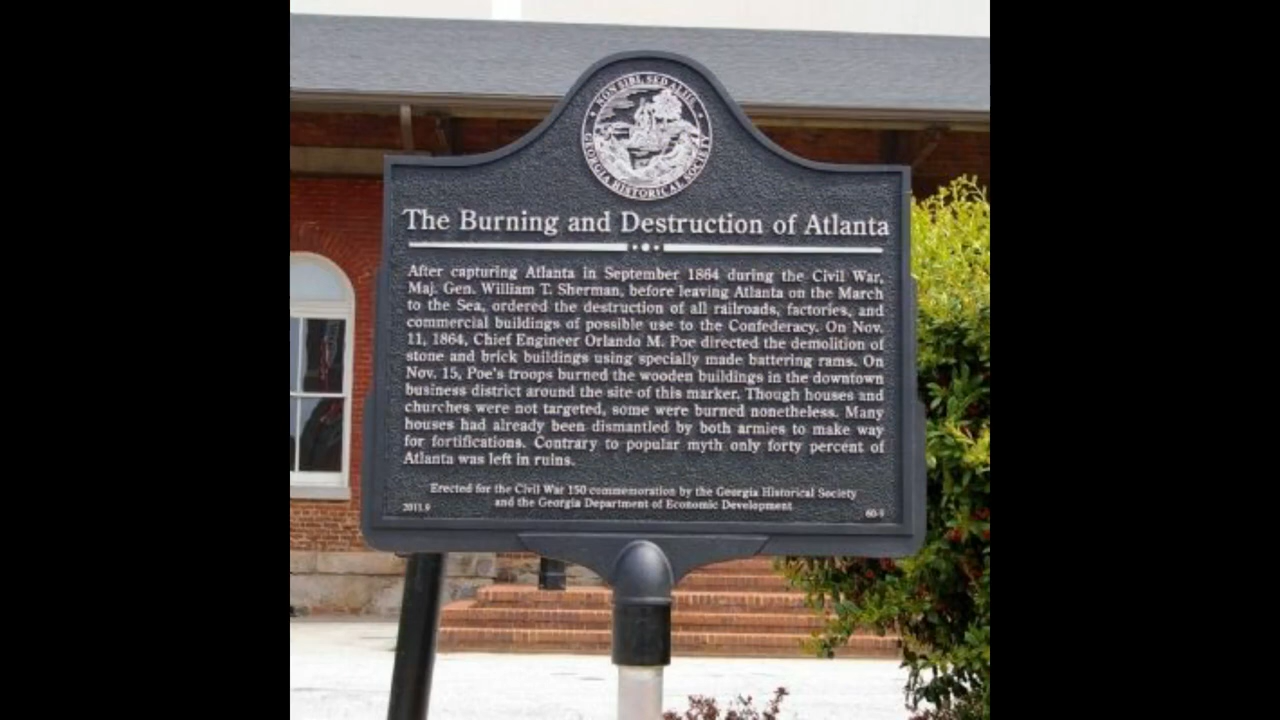 NON SIBI, SED ALIIS
GEORGIA HISTORICAL SOCIETY
The Burning and Destruction of Atlanta
After capturing Atlanta in September 1864 during the Civil War,
Maj. Gen. William T. Sherman, before leaving Atlanta on the March
to the Sea, ordered the destruction of all railroads, factories, and
commercial buildings of possible use to the Confederacy. On Nov.
11, 1864, Chief Engineer Orlando M. Poe directed the demolition of
stone and brick buildings using specially made battering rams. On
Nov. 15, Poe's troops burned the wooden buildings in the downtown
business district around the site of this marker. Though houses and
churches were not targeted, some were burned nonetheless. Many
houses had already been dismantled by both armies to make way
for fortifications. Contrary to popular myth only forty percent of
Atlanta was left in ruins.
Erected for the Civil War 150 commemoration by the Georgia Historical Society
and the Georgia Department of Economic Development
2011.9 60-9